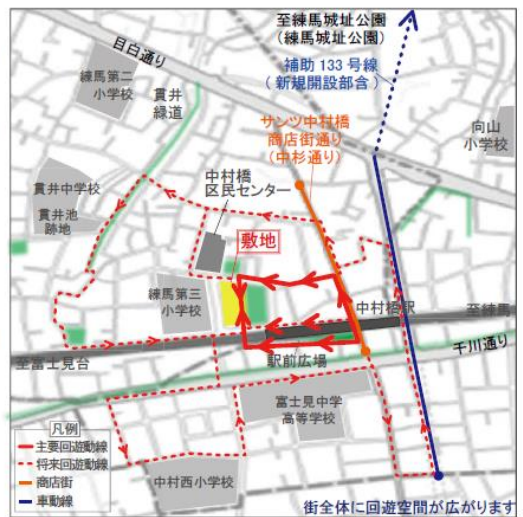 至練馬城址公園
(練馬城址公園)
目白通り
補助 133 号線
(新規開設部含)
練馬第二
小学校
貫井
緑道
サンツ中村橋
商店街通り
(中杉通り)
向山
小学校
中村橋
区民センター
貫井中学校
貫井池
跡地
敷地
練馬第三
小学校
中村橋駅
至練馬
至富士見台
駅前広場
千川通り
富士見中学
高等学校
凡例
主要回遊動線
将来回遊動線
商店街
車動線
中村西小学校
街全体に回遊空間が広がります